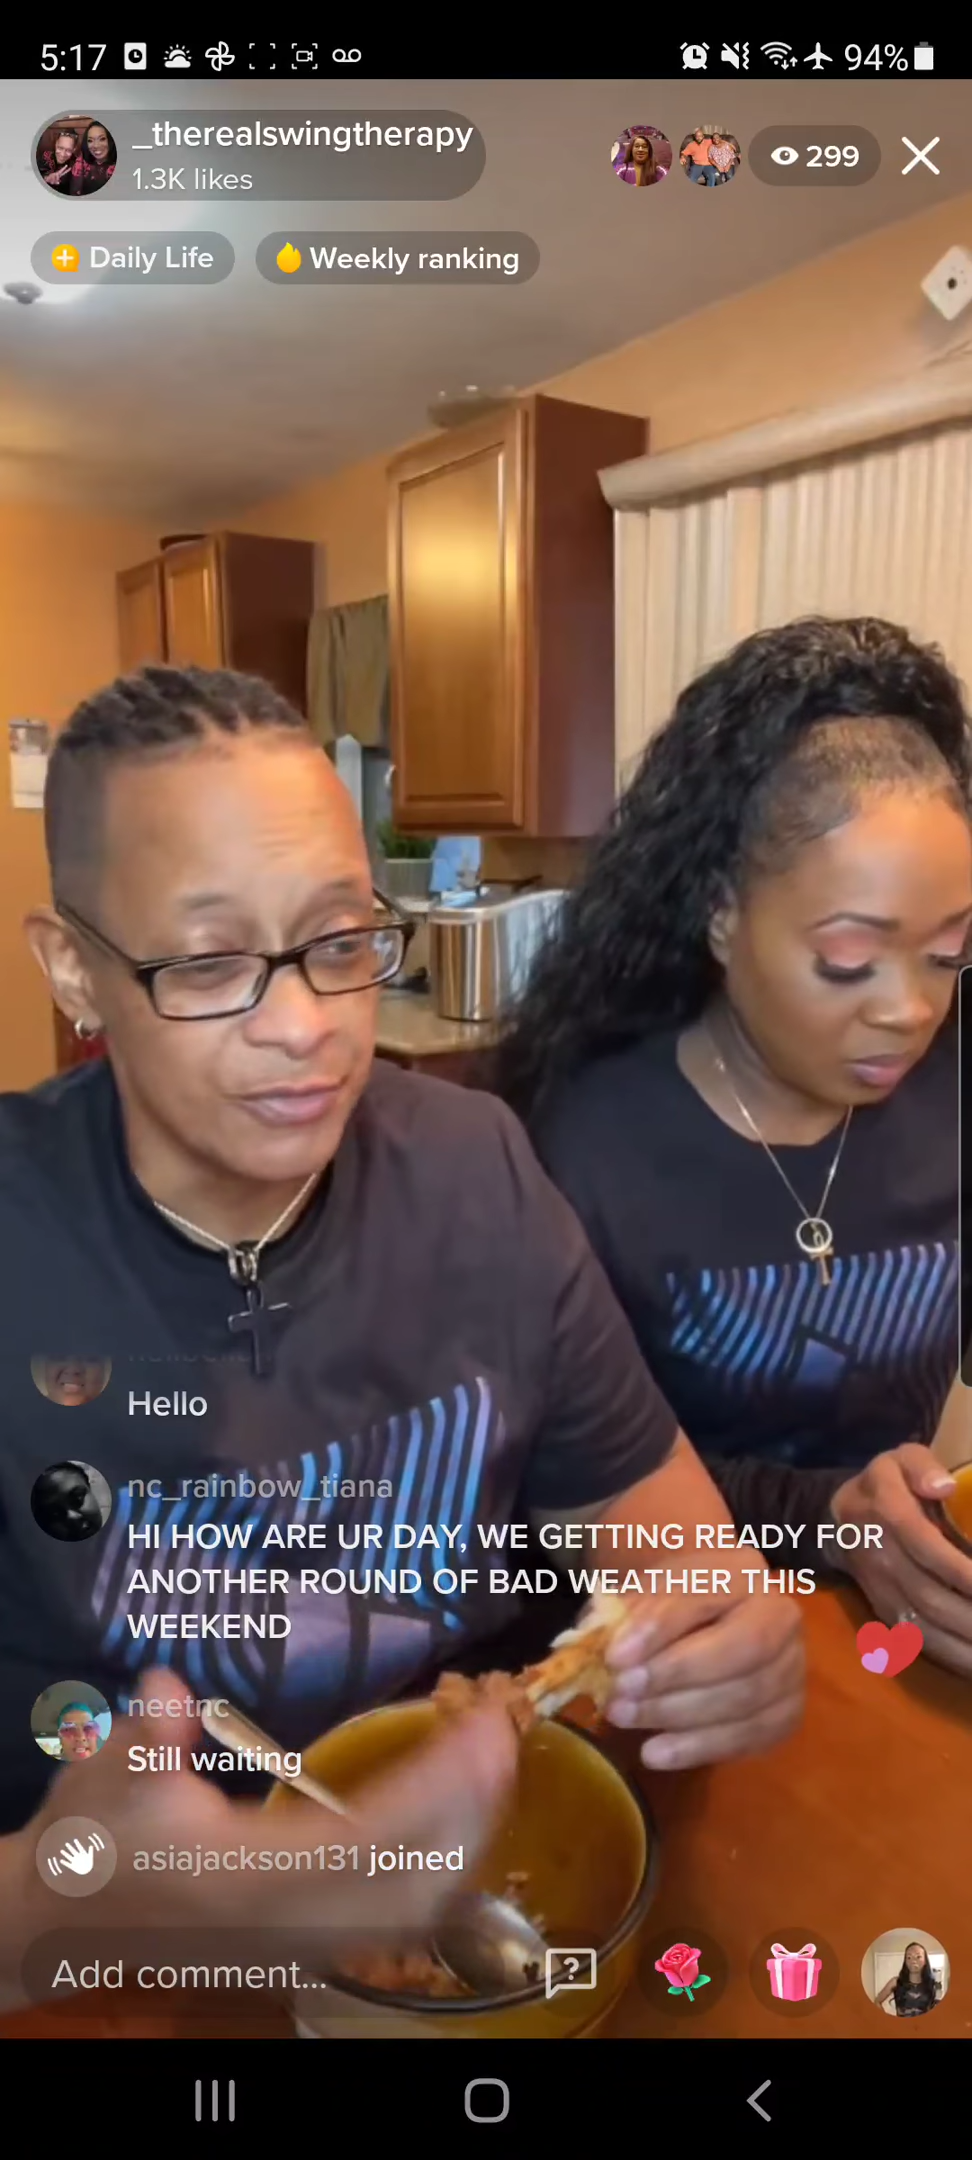 5:17
94%
_therealswingtherapy
1.3K likes
299
Daily Life
Weekly ranking
Hello
nc_rainbow_tiana
HI HOW ARE UR DAY, WE GETTING READY FOR
ANOTHER ROUND OF BAD WEATHER THIS
WEEKEND
neetnc
Still waiting
asiajackson131 joined
Add comment...